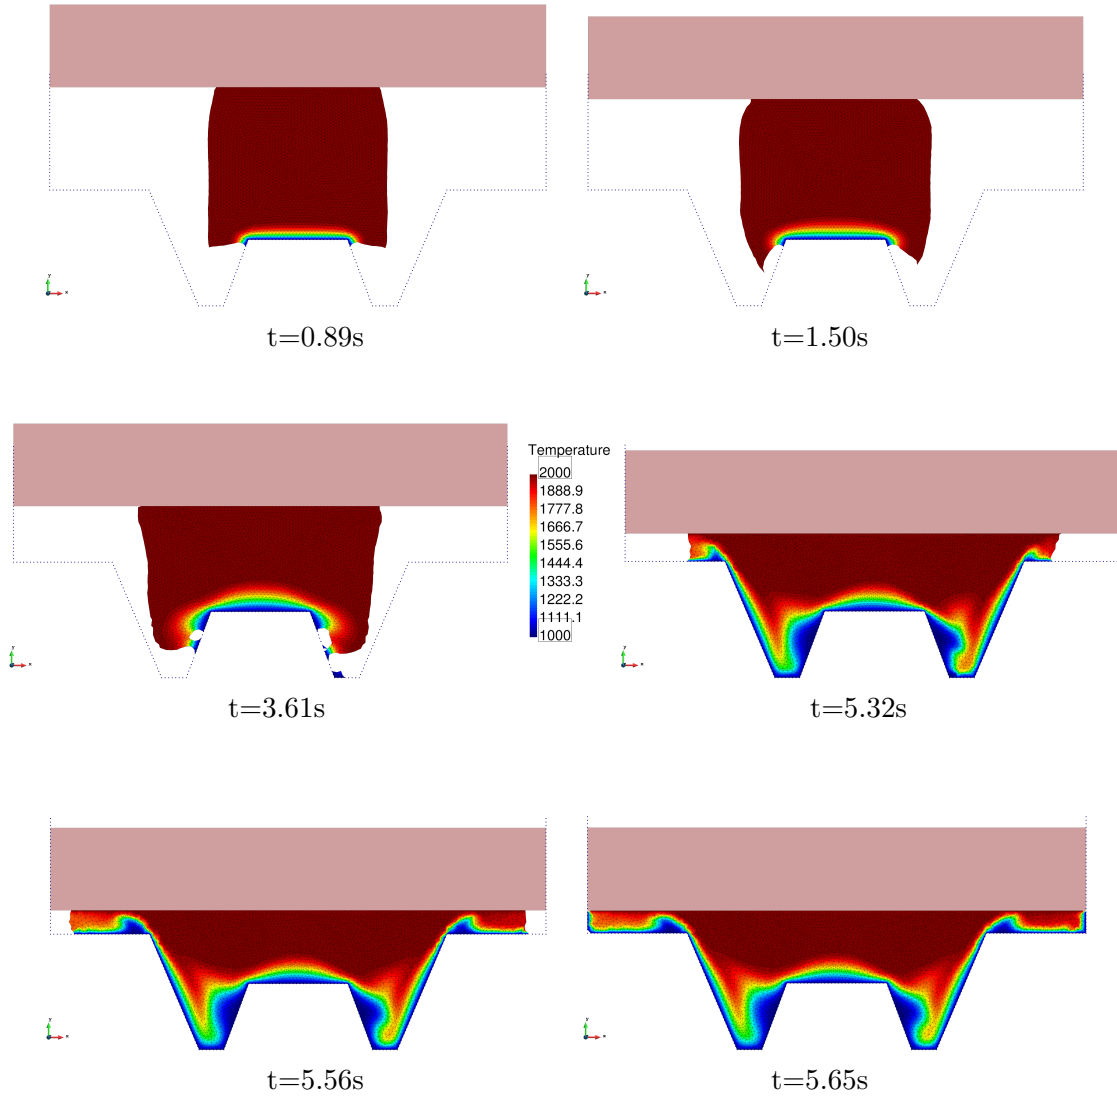 t=0.89s
t=1.50s
Temperature
2000
1888.9
1777.8
1666.7
1555.6
1444.4
1333.3
1222.2
1111.1
1000
t=3.61s
t=5.32s
t=5.56s
t=5.65s